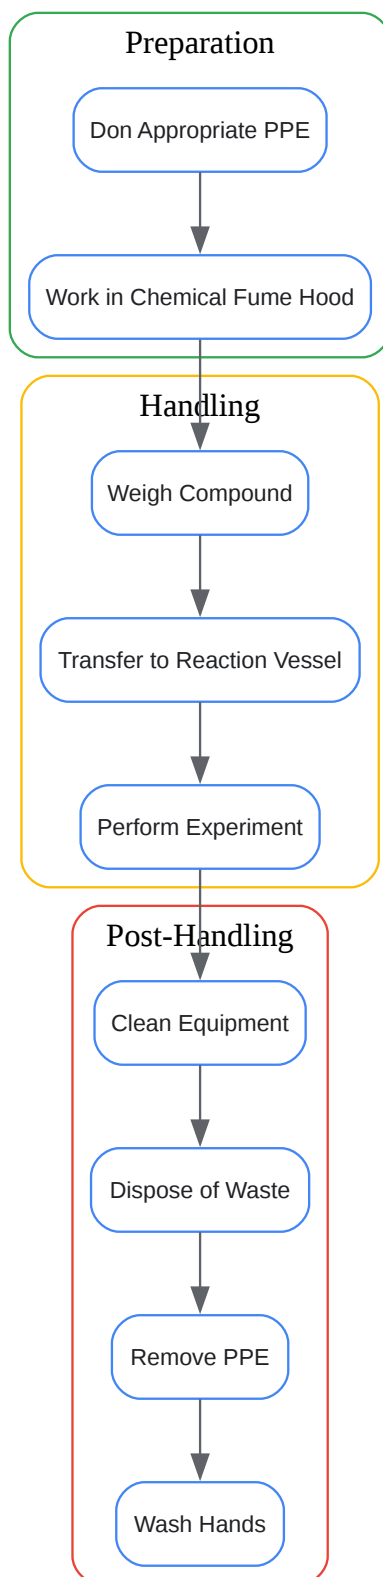 Preparation
Don Appropriate PPE
Work in Chemical Fume Hood
Handling
Weigh Compound
Transfer to Reaction Vessel
Perform Experiment
Post-Handling
Clean Equipment
Dispose of Waste
Remove PPE
Wash Hands